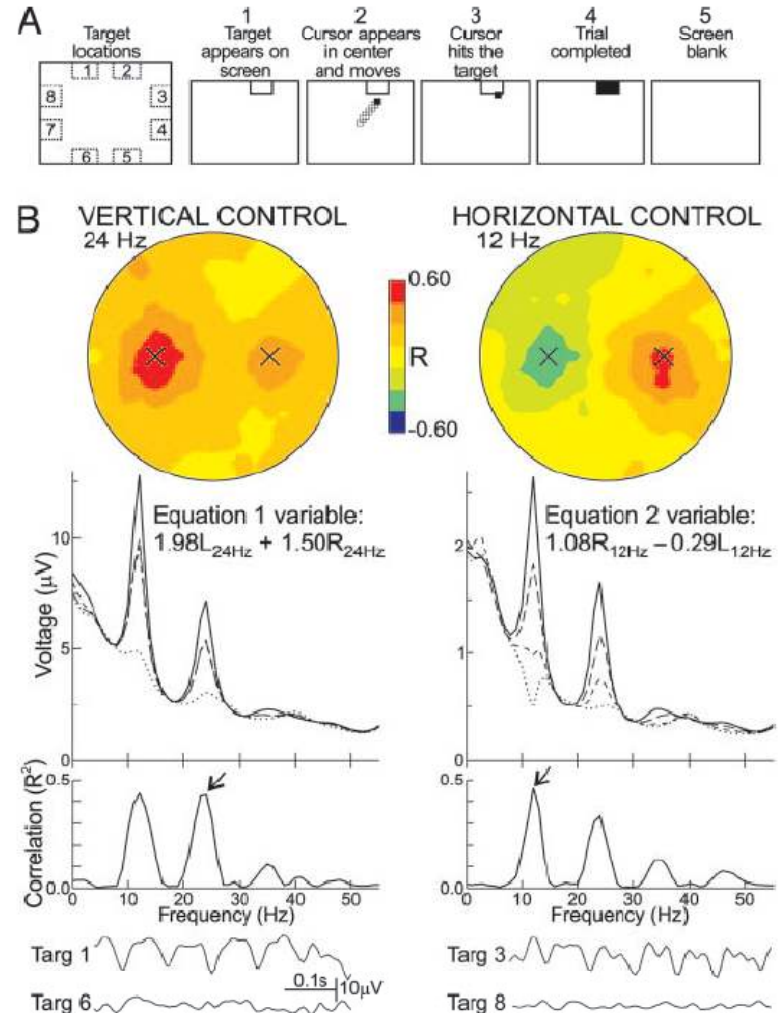 A
Target
locations
1
2
3
4
5
6
7
8
1
Target
appears on
screen
2
Cursor appears
in center
and moves
3
Cursor
hits the
target
4
Trial
completed
5
Screen
blank
B
VERTICAL CONTROL
24 Hz
HORIZONTAL CONTROL
12 Hz
0.60
R
-0.60
Voltage (µV)
10
5
0
Equation 1 variable:
1.98L24Hz + 1.50R24Hz
2
1
0
Equation 2 variable:
1.08R12Hz – 0.29L12Hz
Correlation (R²)
0.5
0.0
0 10 20 30 40 50
Frequency (Hz)
0.5
0.0
0 10 20 30 40 50
Frequency (Hz)
Targ 1
0.1s
10µV
Targ 6
Targ 3
Targ 8